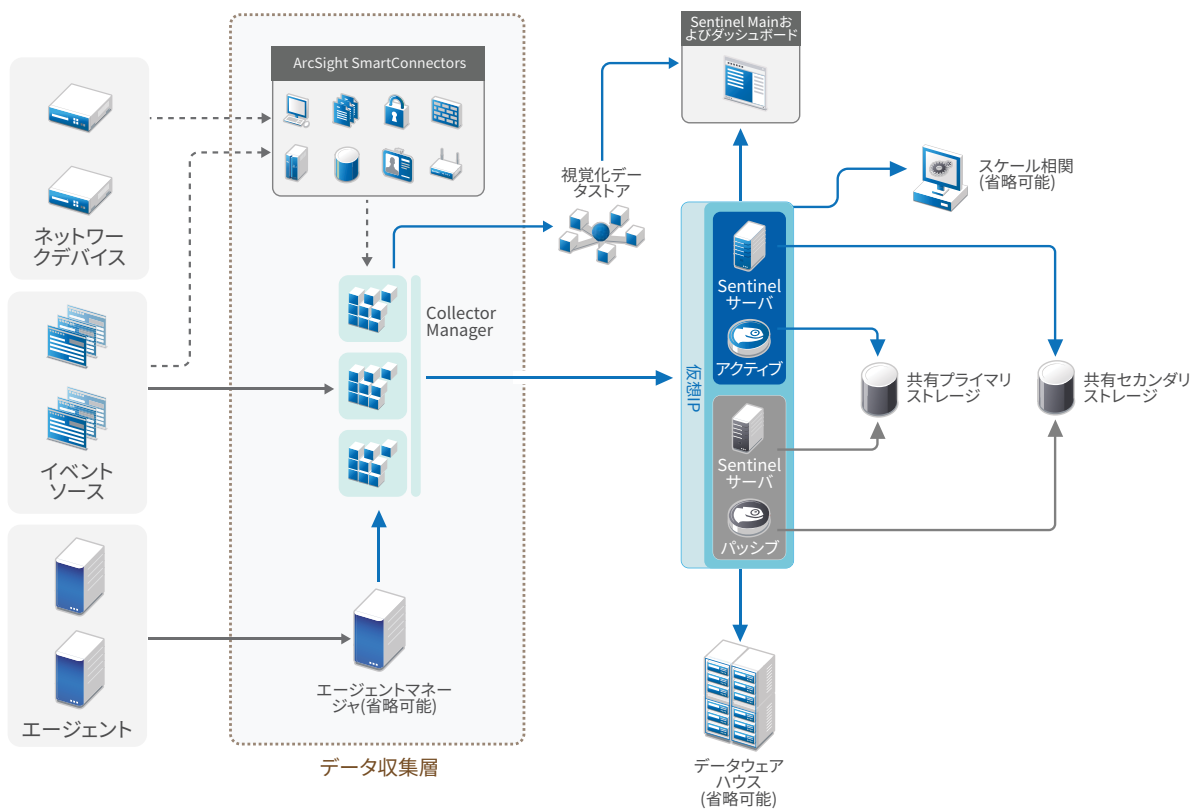 Sentinel Mainお
よびダッシュボード
ArcSight SmartConnectors
ネットワー
クデバイス
視覚化デー
タストア
スケール相関
(省略可能)
Collector
Manager
イベント
ソース
仮想IP
Sentinel
サーバ
アクティブ
共有プライマリ
ストレージ
共有セカンダリ
ストレージ
Sentinel
サーバ
パッシブ
エージェント
エージェントマネー
ジャ(省略可能)
データ収集層
データウェア
ハウス
(省略可能)